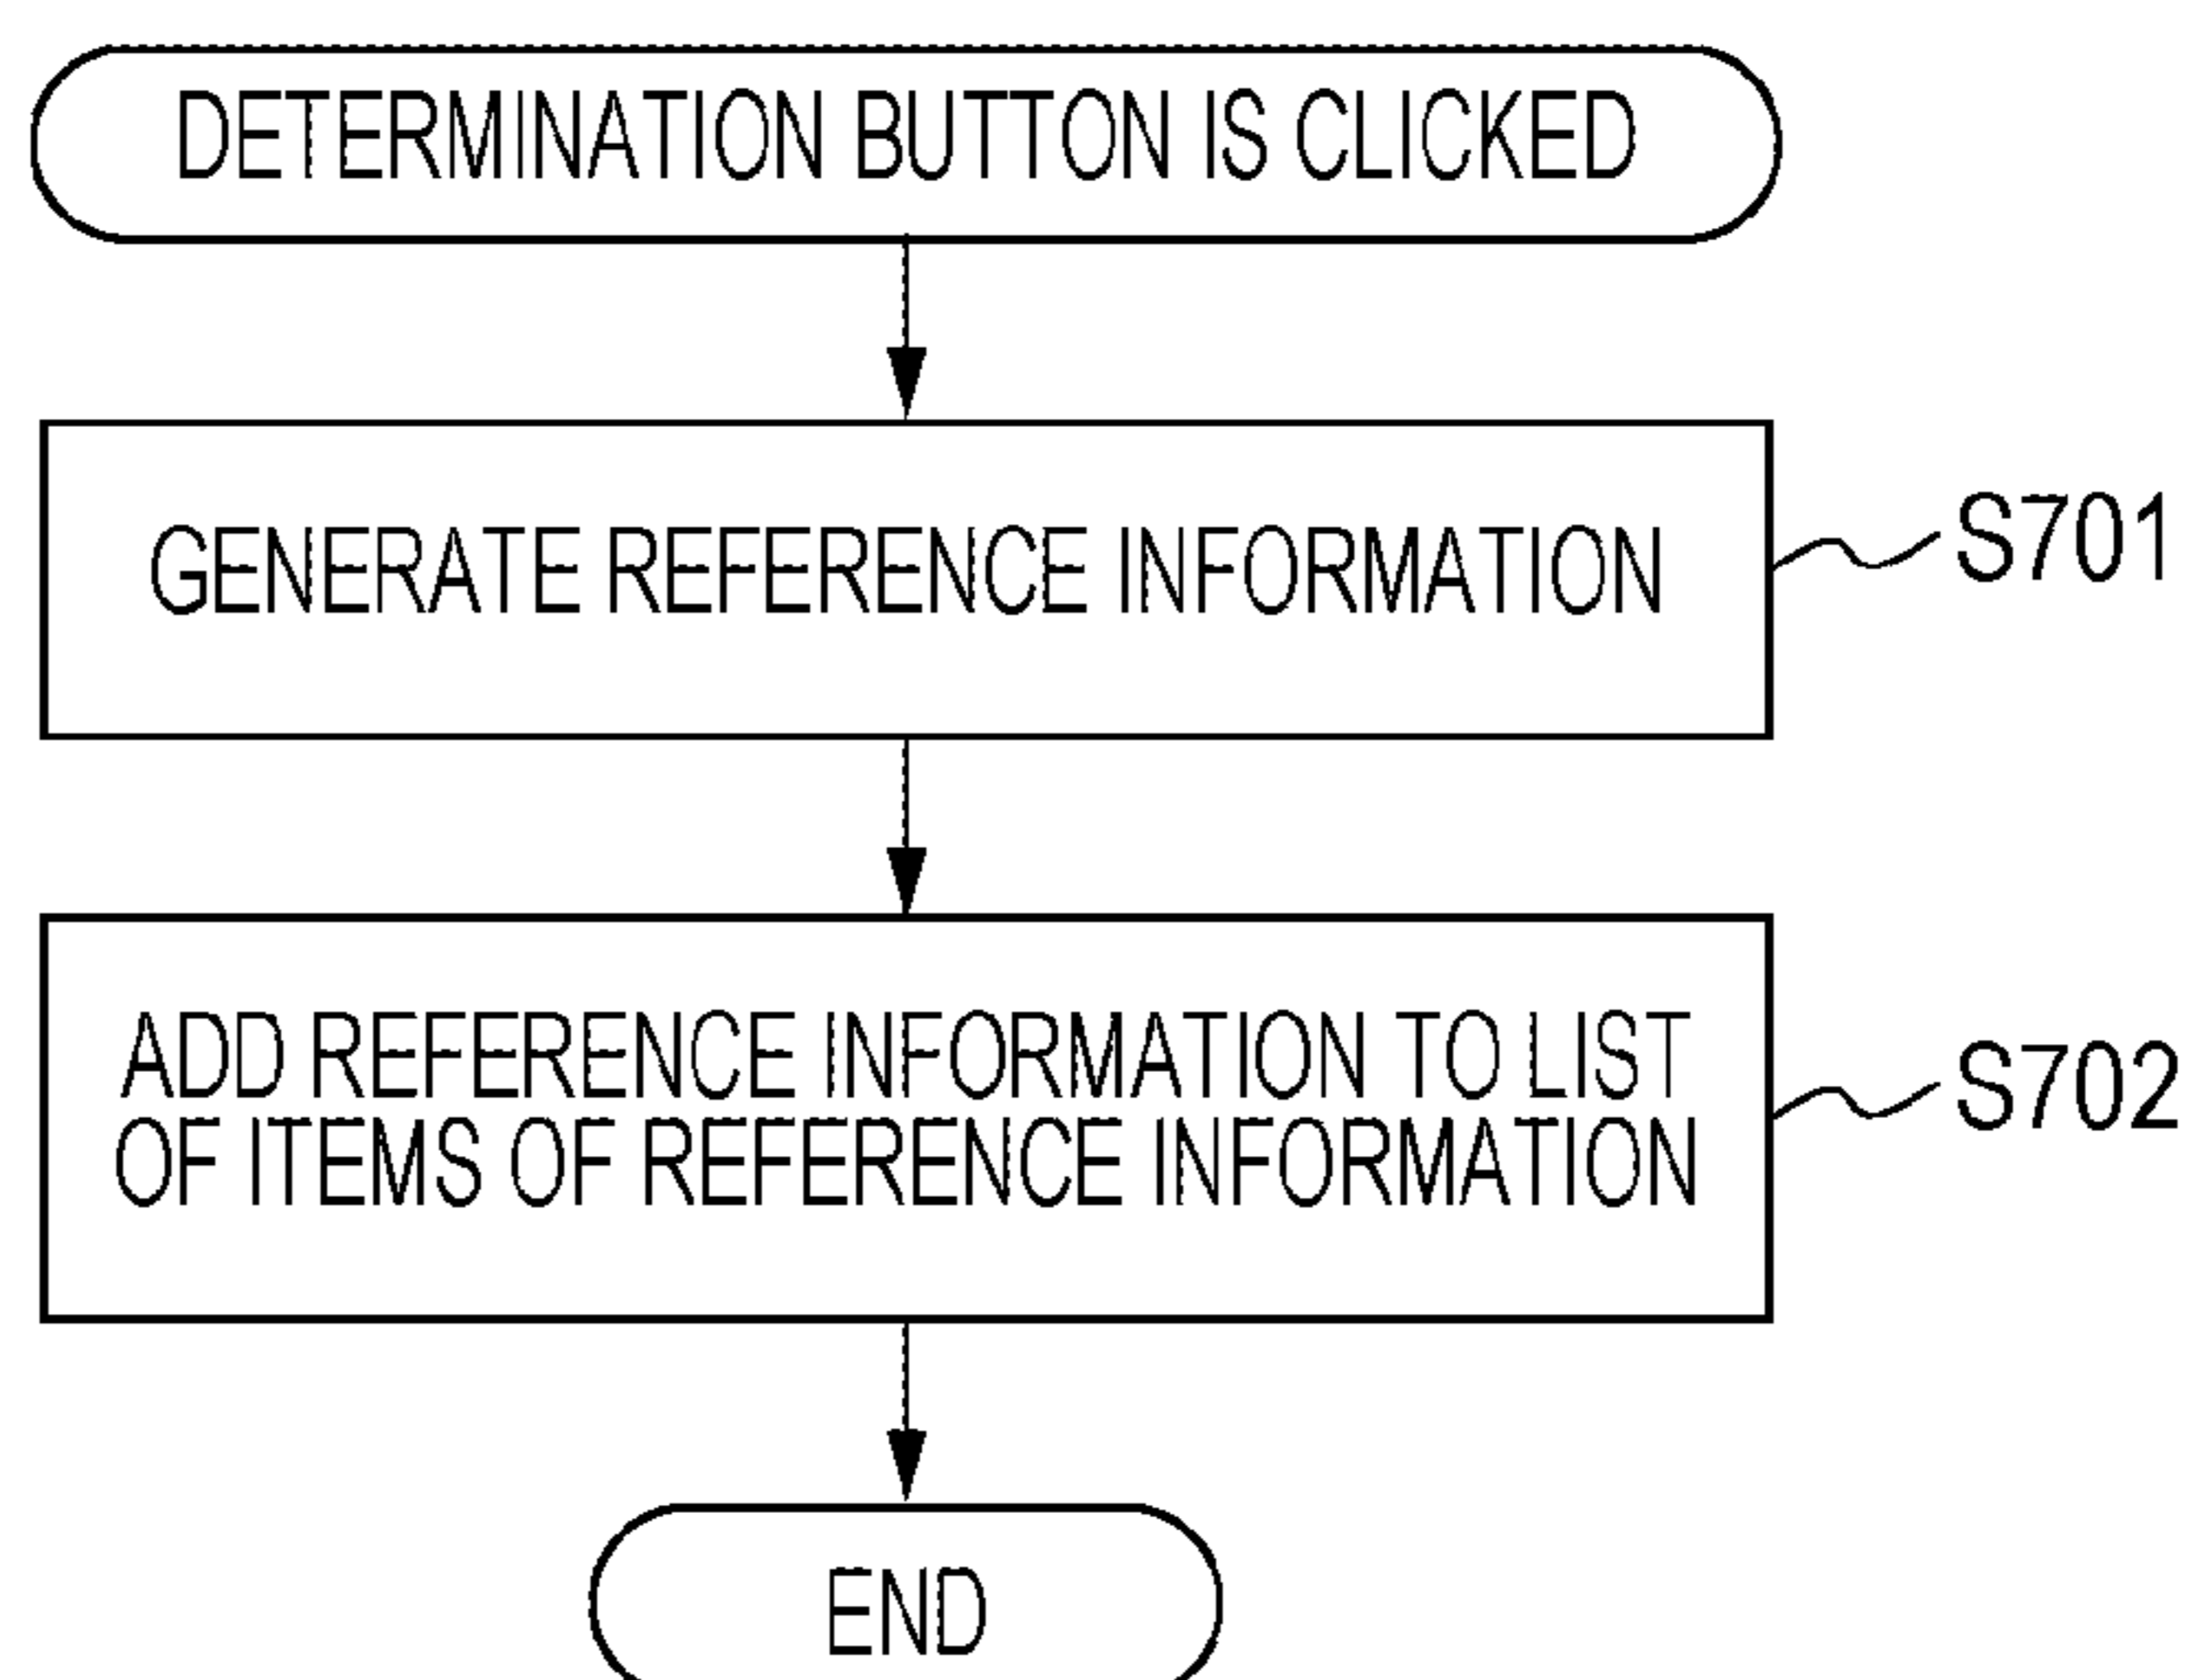 DETERMINATION BUTTON IS CLICKED
GENERATE REFERENCE INFORMATION
S701
ADD REFERENCE INFORMATION TO LIST
OF ITEMS OF REFERENCE INFORMATION
S702
END